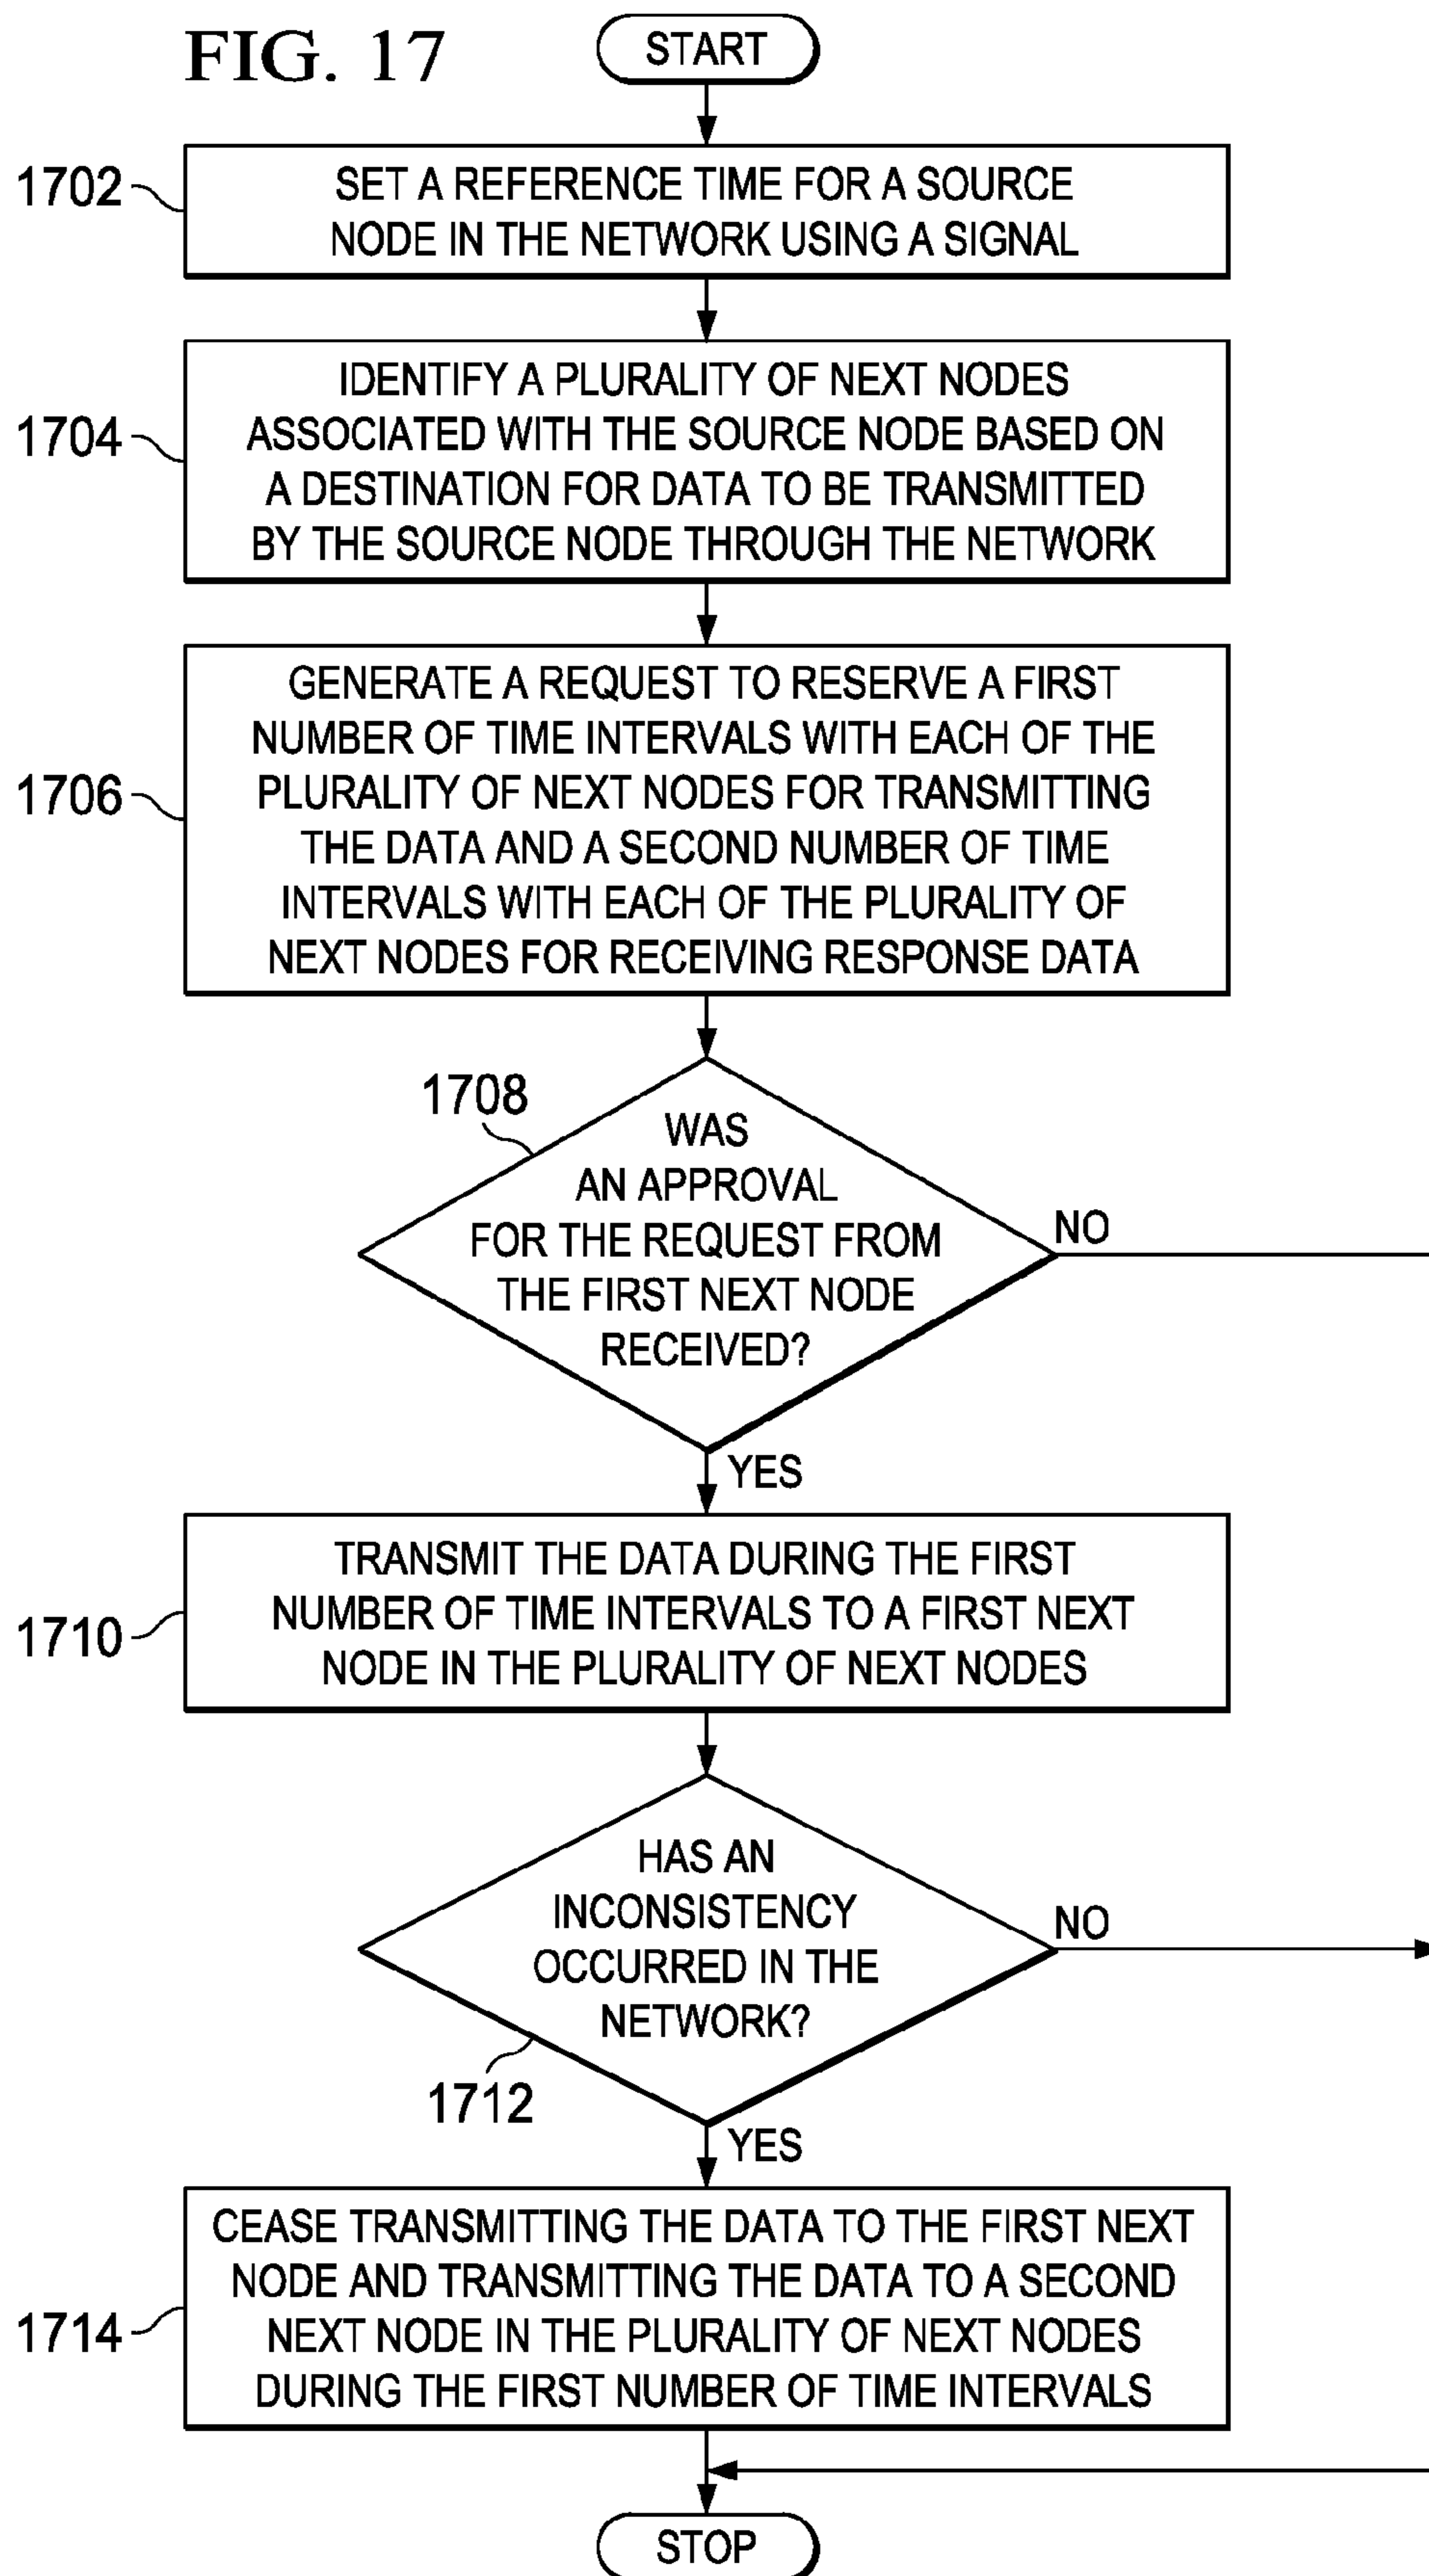 FIG. 17
START
1702
SET A REFERENCE TIME FOR A SOURCE
NODE IN THE NETWORK USING A SIGNAL
1704
IDENTIFY A PLURALITY OF NEXT NODES
ASSOCIATED WITH THE SOURCE NODE BASED ON
A DESTINATION FOR DATA TO BE TRANSMITTED
BY THE SOURCE NODE THROUGH THE NETWORK
1706
GENERATE A REQUEST TO RESERVE A FIRST
NUMBER OF TIME INTERVALS WITH EACH OF THE
PLURALITY OF NEXT NODES FOR TRANSMITTING
THE DATA AND A SECOND NUMBER OF TIME
INTERVALS WITH EACH OF THE PLURALITY OF
NEXT NODES FOR RECEIVING RESPONSE DATA
1708
WAS
AN APPROVAL
FOR THE REQUEST FROM
THE FIRST NEXT NODE
RECEIVED?
NO
YES
1710
TRANSMIT THE DATA DURING THE FIRST
NUMBER OF TIME INTERVALS TO A FIRST NEXT
NODE IN THE PLURALITY OF NEXT NODES
HAS AN
INCONSISTENCY
OCCURRED IN THE
NETWORK?
NO
1712
YES
1714
CEASE TRANSMITTING THE DATA TO THE FIRST NEXT
NODE AND TRANSMITTING THE DATA TO A SECOND
NEXT NODE IN THE PLURALITY OF NEXT NODES
DURING THE FIRST NUMBER OF TIME INTERVALS
STOP